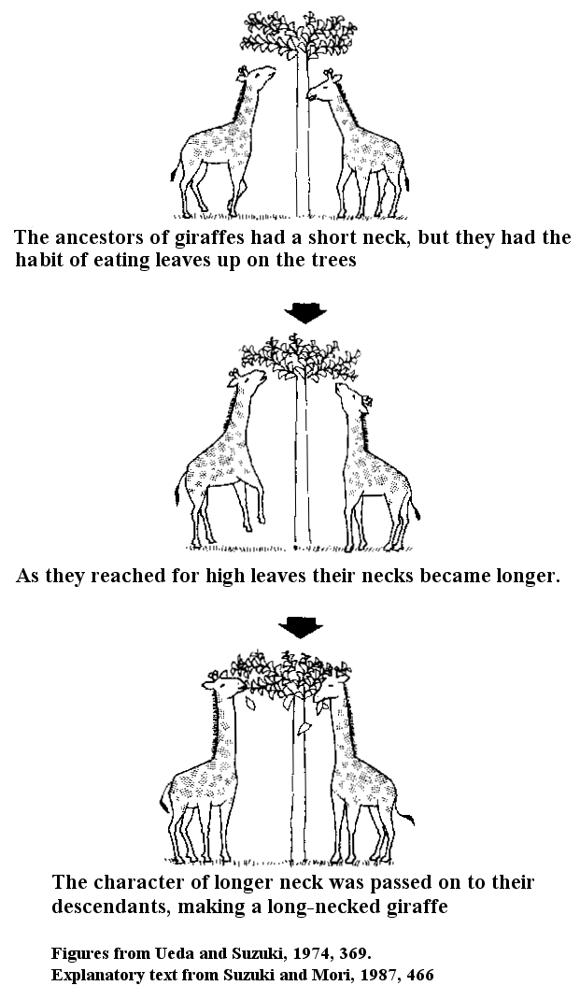 The ancestors of giraffes had a short neck, but they had the
habit of eating leaves up on the trees
As they reached for high leaves their necks became longer.
The character of longer neck was passed on to their
descendants, making a long-necked giraffe
Figures from Ueda and Suzuki, 1974, 369.
Explanatory text from Suzuki and Mori, 1987, 466